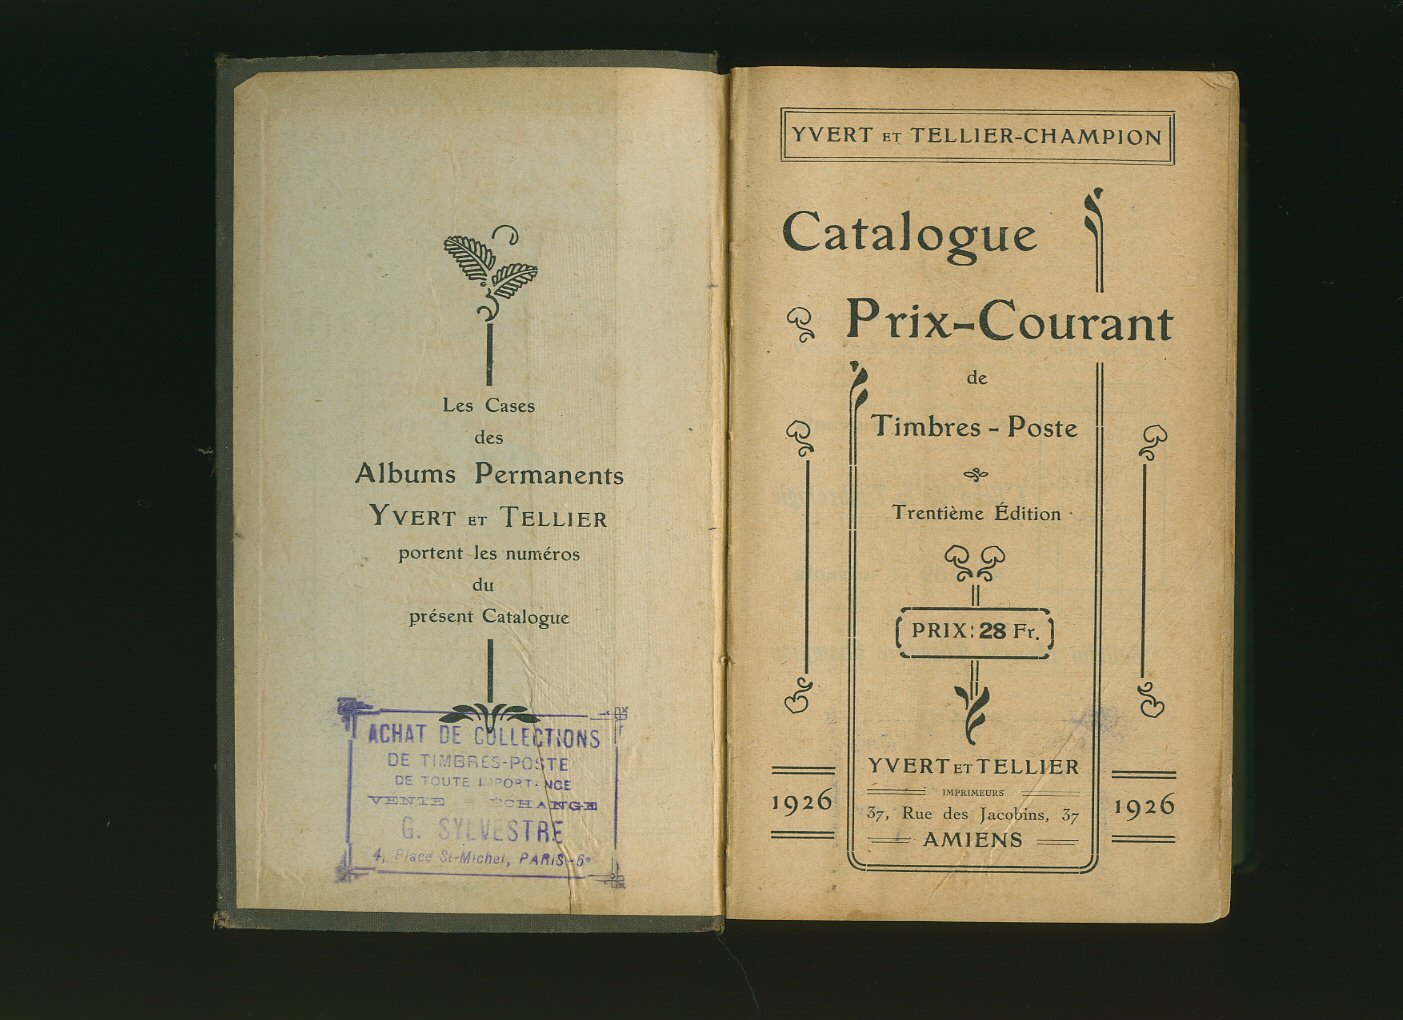 Les Cases
des
Albums Permanents
YVERT ET TELLIER
portent les numéros
du
présent Catalogue
ACHAT DE COLLECTIONS
DE TIMBRES-POSTE
DE TOUTE IMPORTANCE
VENTE - ÉCHANGE
G. SYLVESTRE
4, Place St-Michel, PARIS-6e
YVERT ET TELLIER-CHAMPION
Catalogue
Prix-Courant
de
Timbres-Poste
Trentième Édition
PRIX: 28 Fr.
YVERT ET TELLIER
IMPRIMEURS
37, Rue des Jacobins, 37
AMIENS
1926
1926